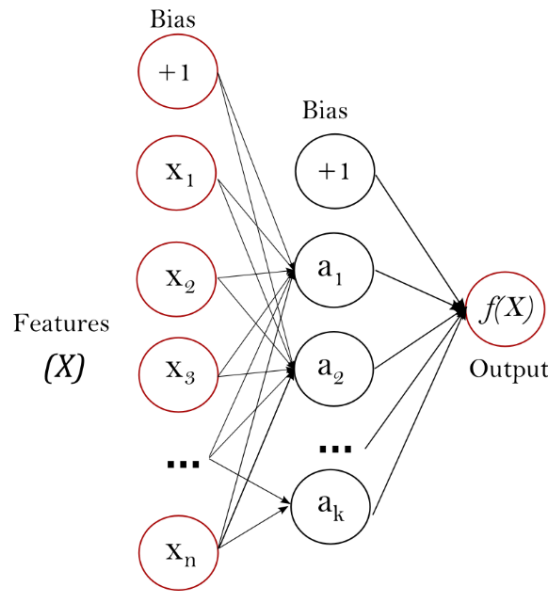 Bias
+1
x1
x2
x3
...
xn
Features
(X)
Bias
+1
a1
a2
...
ak
f(X)
Output